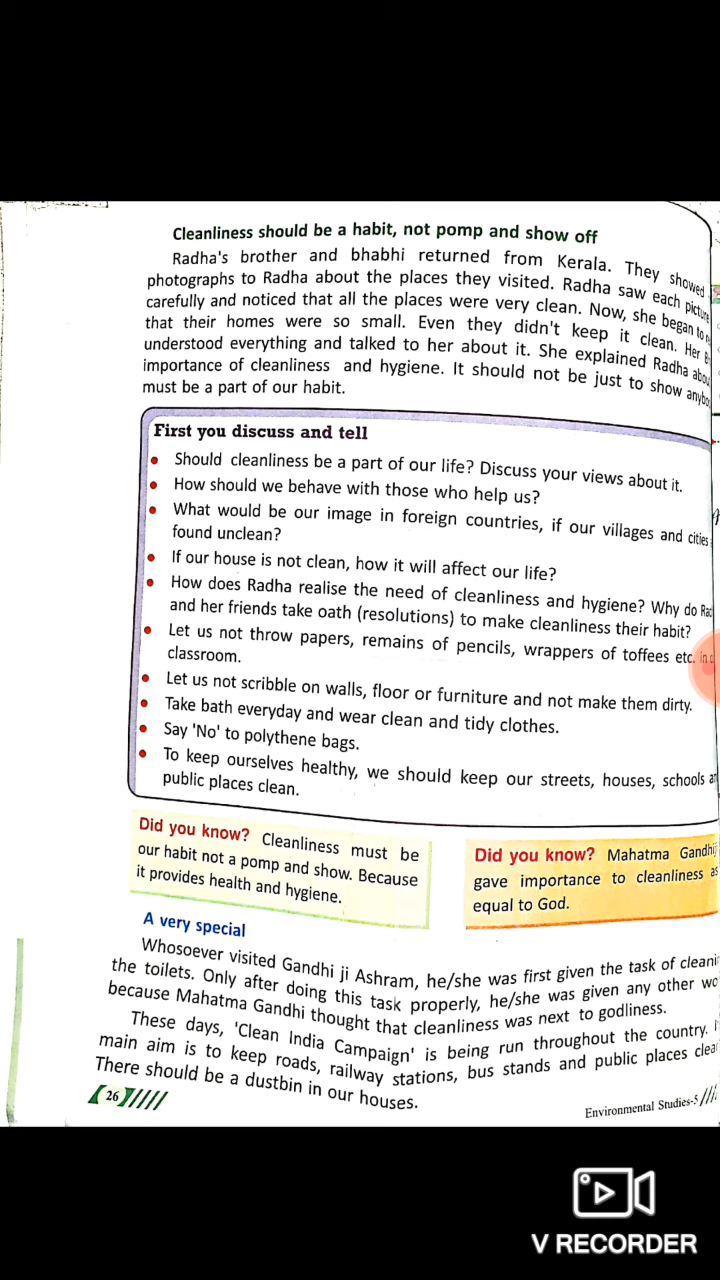 Cleanliness should be a habit, not pomp and show off
Radha's brother and bhabhi returned from Kerala. They showed
photographs to Radha about the places they visited. Radha saw each picture
carefully and noticed that all the places were very clean. Now, she began to
that their homes were so small. Even they didn't keep it clean. Her
understood everything and talked to her about it. She explained Radha
importance of cleanliness and hygiene. It should not be just to show
must be a part of our habit.
First you discuss and tell
• Should cleanliness be a part of our life? Discuss your views about it.
• How should we behave with those who help us?
• What would be our image in foreign countries, if our villages and cities
found unclean?
• If our house is not clean, how it will affect our life?
• How does Radha realise the need of cleanliness and hygiene? Why do
and her friends take oath (resolutions) to make cleanliness their habit?
• Let us not throw papers, remains of pencils, wrappers of toffees etc. in
classroom.
• Let us not scribble on walls, floor or furniture and not make them dirty.
• Take bath everyday and wear clean and tidy clothes.
• Say 'No' to polythene bags.
• To keep ourselves healthy, we should keep our streets, houses, schools
public places clean.
Did you know? Cleanliness must be
our habit not a pomp and show. Because
it provides health and hygiene.
Did you know? Mahatma Gandhiji
gave importance to cleanliness as
equal to God.
A very special
Whosoever visited Gandhi ji Ashram, he/she was first given the task of
the toilets. Only after doing this task properly, he/she was given any other
because Mahatma Gandhi thought that cleanliness was next to godliness.
These days, 'Clean India Campaign' is being run throughout the country.
main aim is to keep roads, railway stations, bus stands and public places
There should be a dustbin in our houses.
26
Environmental Studies-5
V RECORDER